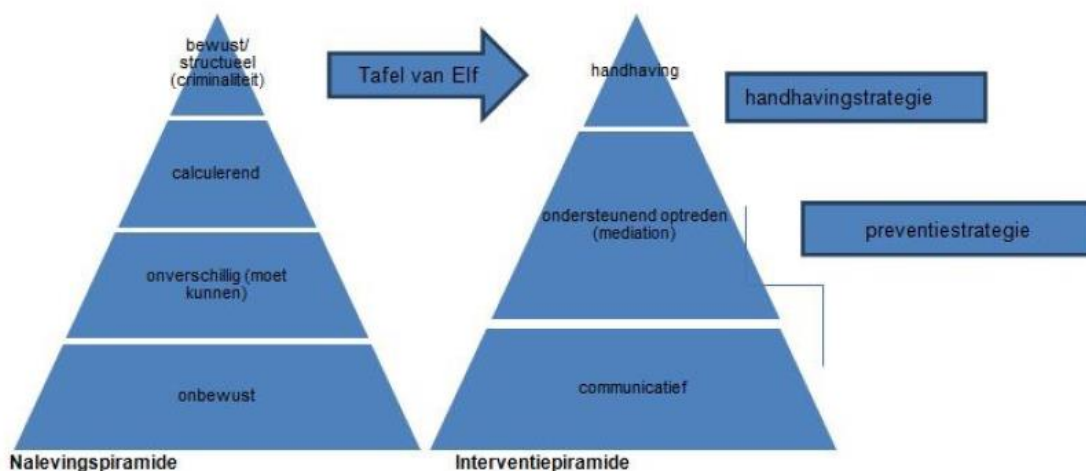 bewust/
structueel
(criminaliteit)
calculerend
onverschillig (moet
kunnen)
onbewust
Nalevingspiramide
Tafel van Elf
handhaving
ondersteunend optreden
(mediation)
communicatief
Interventiepiramide
handhavingstrategie
preventiestrategie